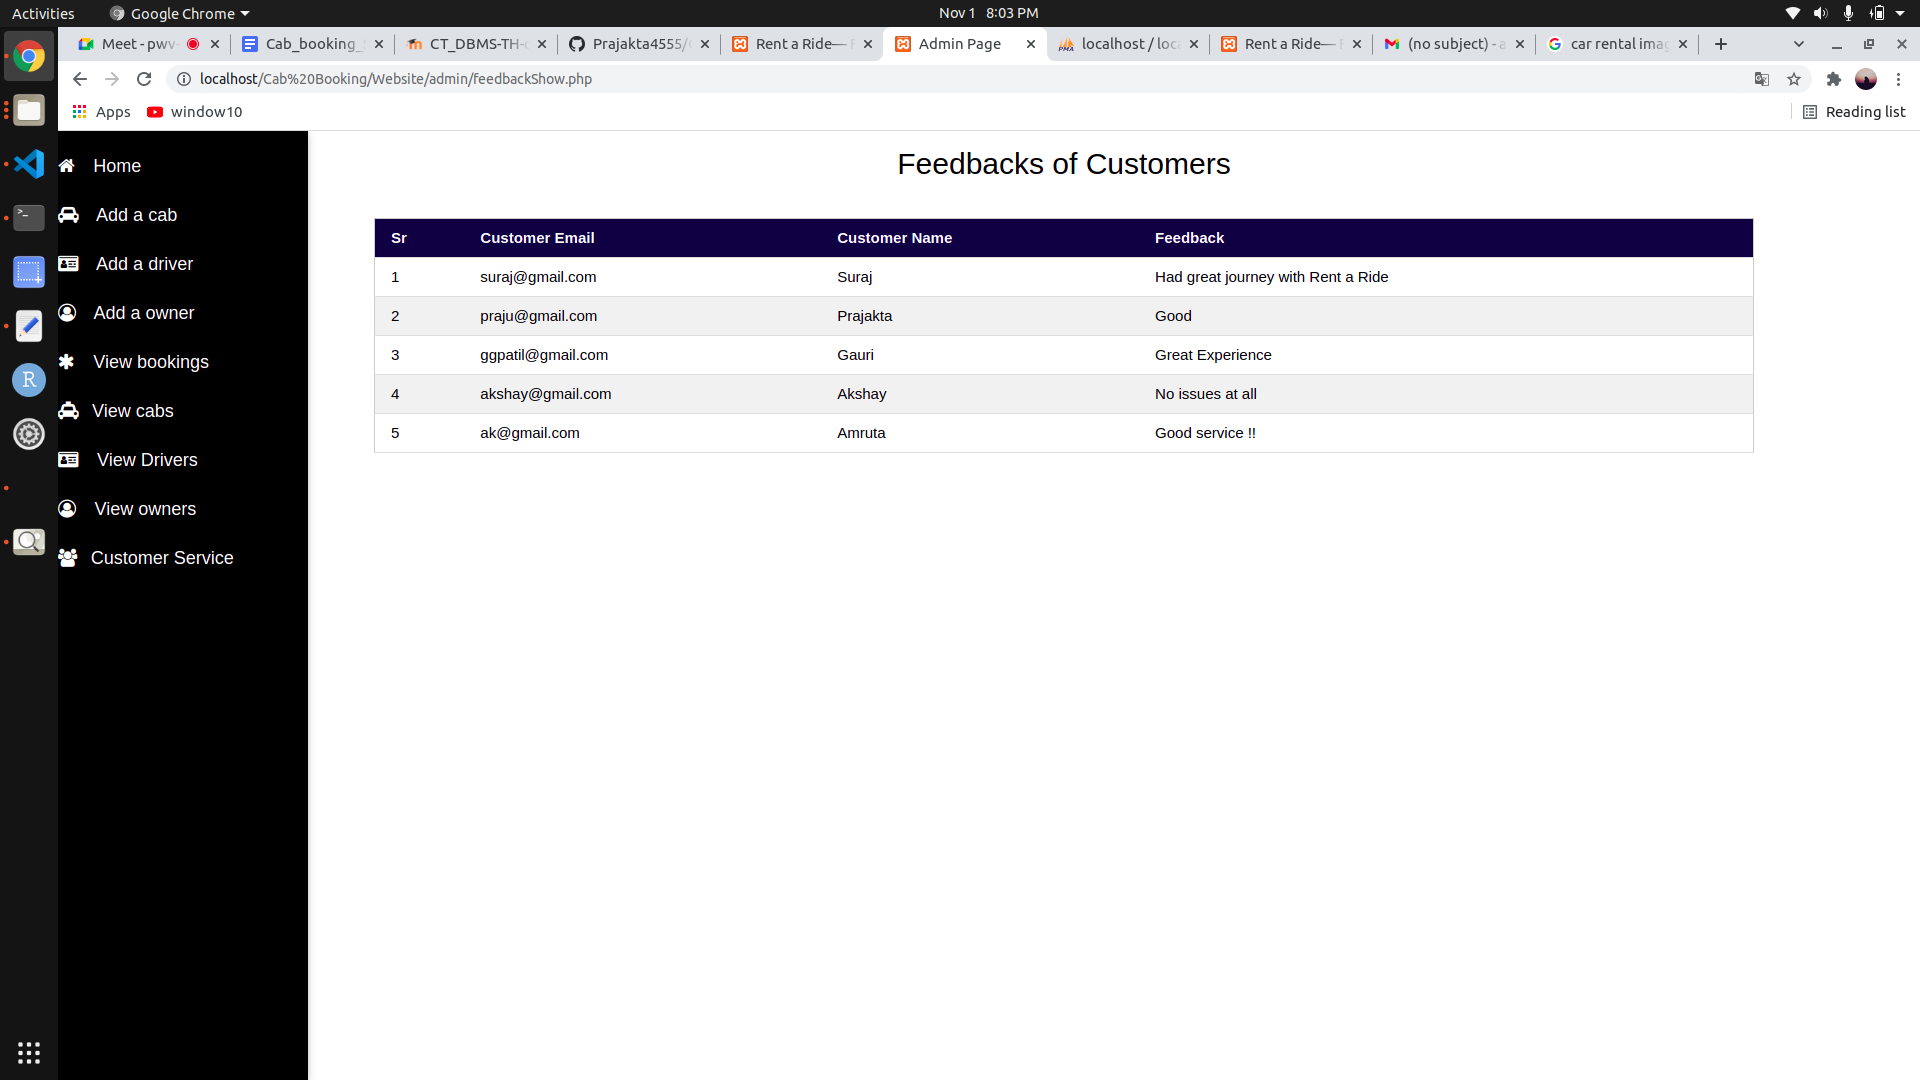 Activities Google Chrome Nov 1 8:03 PM
Meet - pwv- Cab_booking_ CT_DBMS-TH- Prajakta4555/ Rent a Ride— Admin Page localhost / loca Rent a Ride— (no subject) - a car rental imag
localhost/Cab%20Booking/Website/admin/feedbackShow.php
Apps window10 Reading list
Home
Add a cab
Add a driver
Add a owner
View bookings
View cabs
View Drivers
View owners
Customer Service
Feedbacks of Customers
Sr Customer Email Customer Name Feedback
1 suraj@gmail.com Suraj Had great journey with Rent a Ride
2 praju@gmail.com Prajakta Good
3 ggpatil@gmail.com Gauri Great Experience
4 akshay@gmail.com Akshay No issues at all
5 ak@gmail.com Amruta Good service !!